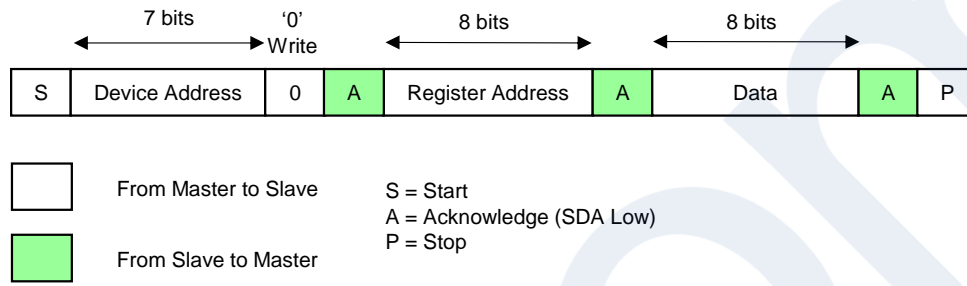 7 bits
‘0’
Write
8 bits
8 bits
S
Device Address
0
A
Register Address
A
Data
A
P
From Master to Slave
From Slave to Master
S = Start
A = Acknowledge (SDA Low)
P = Stop